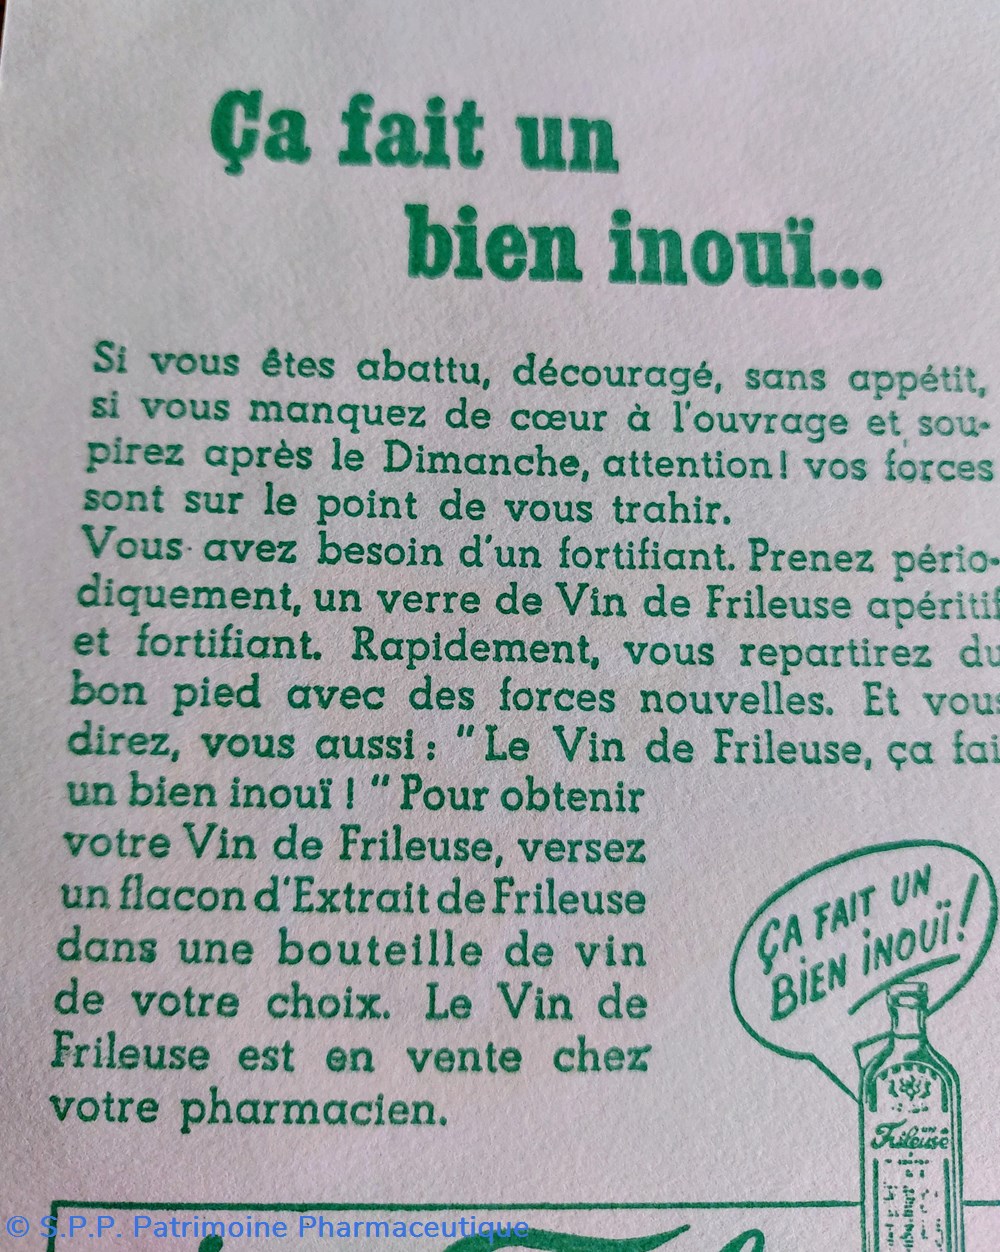 Ça fait un
bien inouï...
Si vous êtes abattu, découragé, sans appétit,
si vous manquez de cœur à l'ouvrage et sou-
pirez après le Dimanche, attention! vos forces
sont sur le point de vous trahir.
Vous avez besoin d'un fortifiant. Prenez pério-
diquement, un verre de Vin de Frileuse apéritif
et fortifiant. Rapidement, vous repartirez du
bon pied avec des forces nouvelles. Et vous
direz, vous aussi : "Le Vin de Frileuse, ça fai
un bien inouï ! " Pour obtenir
votre Vin de Frileuse, versez
un flacon d'Extrait de Frileuse
dans une bouteille de vin
de votre choix. Le Vin de
Frileuse est en vente chez
votre pharmacien.
ÇA FAIT UN
BIEN INOUÏ!
Frileuse
© S.P.P. Patrimoine Pharmaceutique